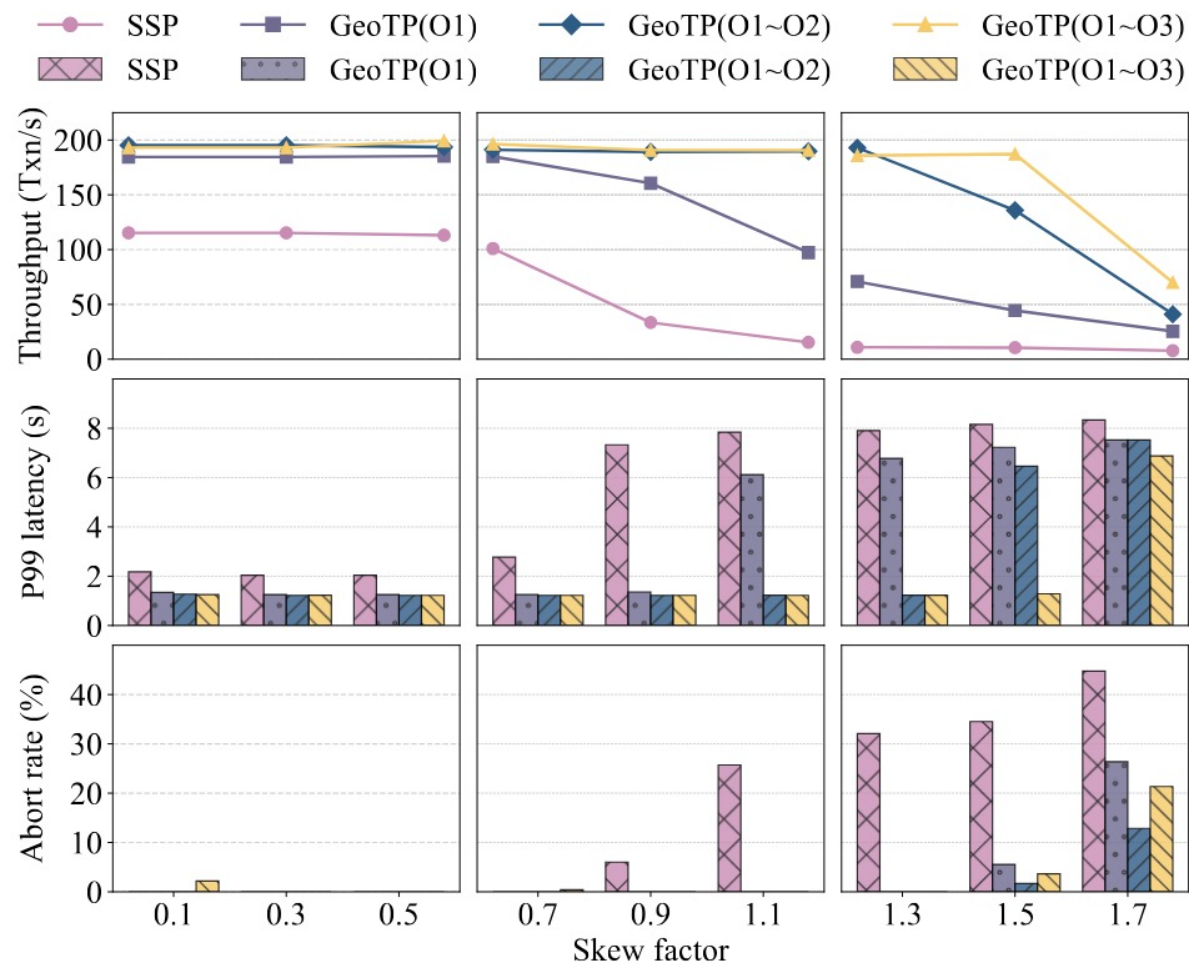 SSP GeoTP(O1) GeoTP(O1~O2) GeoTP(O1~O3)
SSP GeoTP(O1) GeoTP(O1~O2) GeoTP(O1~O3)
Throughput (Txn/s)
200
150
100
50
0
P99 latency (s)
8
6
4
2
0
Abort rate (%)
40
30
20
10
0
0.1 0.3 0.5 0.7 0.9 1.1 1.3 1.5 1.7
Skew factor